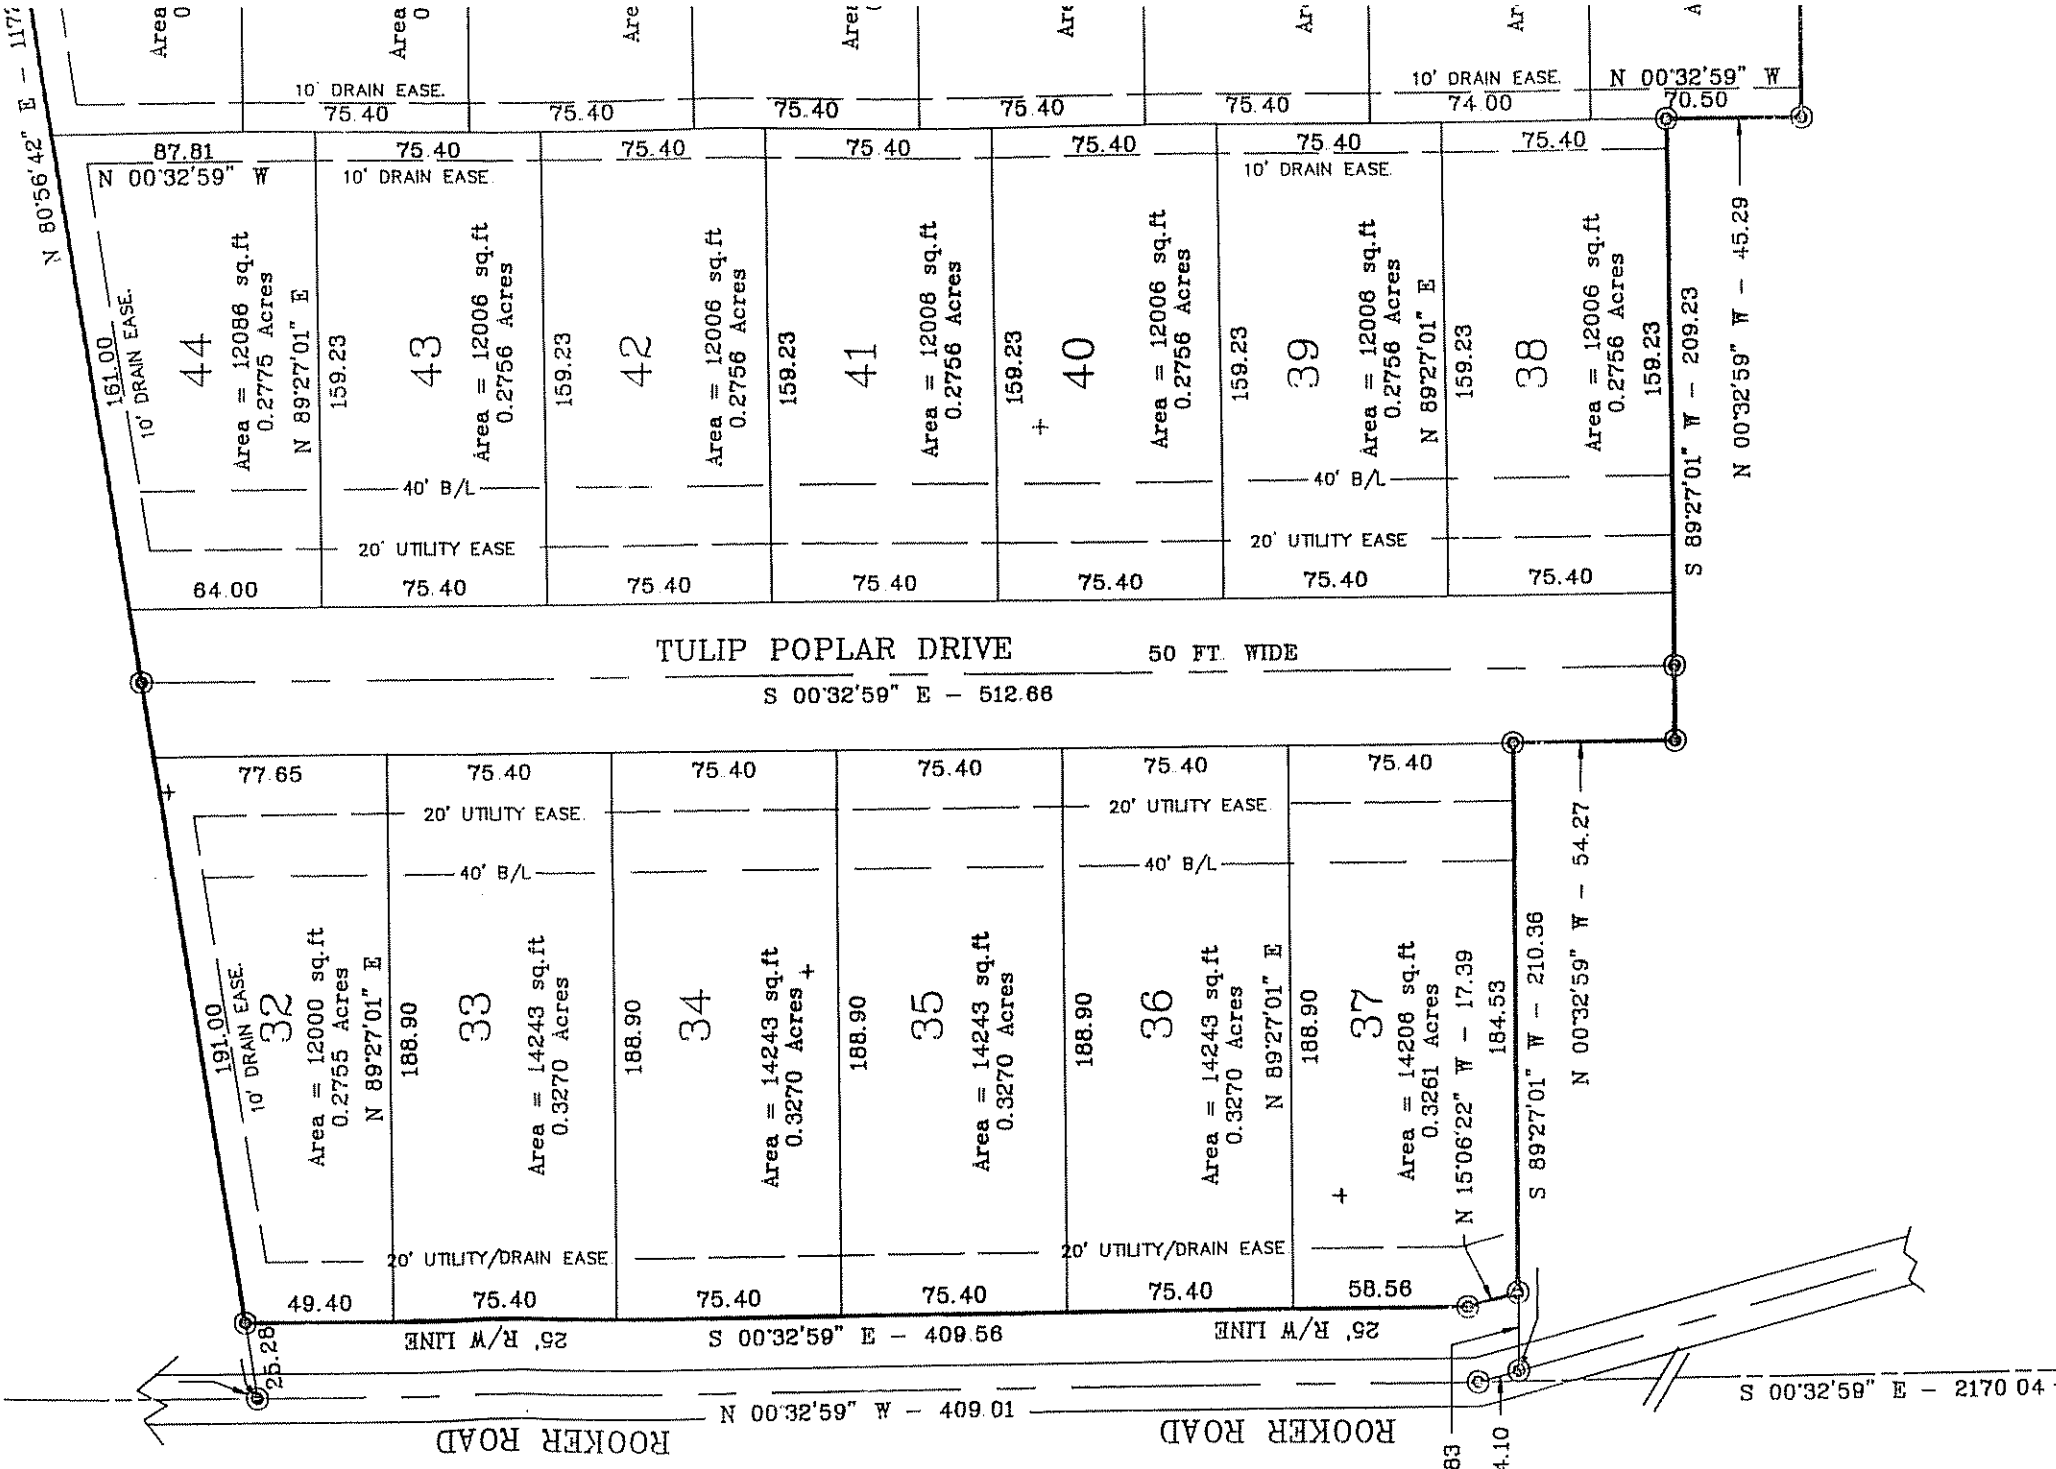 N 80°56'42" E - 117
Area
0
Area
0
Are
Area
Are
Ar
Ar
A
10' DRAIN EASE.
75.40
75.40
75.40
75.40
75.40
10' DRAIN EASE.
74.00
N 00°32'59" W
70.50
87.81
N 00°32'59" W
75.40
10' DRAIN EASE.
75.40
75.40
75.40
75.40
10' DRAIN EASE.
75.40
161.00
10' DRAIN EASE.
44
Area = 12086 sq.ft
0.2775 Acres
N 89°27'01" E
159.23
43
Area = 12006 sq.ft
0.2756 Acres
159.23
42
Area = 12006 sq.ft
0.2756 Acres
159.23
41
Area = 12006 sq.ft
0.2756 Acres
159.23
40
Area = 12006 sq.ft
0.2756 Acres
159.23
39
Area = 12006 sq.ft
0.2756 Acres
N 89°27'01" E
159.23
38
Area = 12006 sq.ft
0.2756 Acres
159.23
S 89°27'01" W - 209.23
N 00°32'59" W - 45.29
40' B/L
40' B/L
20' UTILITY EASE
20' UTILITY EASE
64.00
75.40
75.40
75.40
75.40
75.40
75.40
TULIP POPLAR DRIVE
50 FT. WIDE
S 00°32'59" E - 512.66
77.65
75.40
75.40
75.40
75.40
75.40
20' UTILITY EASE.
20' UTILITY EASE.
40' B/L
40' B/L
191.00
10' DRAIN EASE.
32
Area = 12000 sq.ft
0.2755 Acres
N 89°27'01" E
188.90
33
Area = 14243 sq.ft
0.3270 Acres
188.90
34
Area = 14243 sq.ft
0.3270 Acres
188.90
35
Area = 14243 sq.ft
0.3270 Acres
188.90
36
Area = 14243 sq.ft
0.3270 Acres
N 89°27'01" E
188.90
37
Area = 14208 sq.ft
0.3261 Acres
N 15°06'22" W - 17.39
184.53
S 89°27'01" W - 210.36
N 00°32'59" W - 54.27
20' UTILITY/DRAIN EASE
20' UTILITY/DRAIN EASE
49.40
75.40
75.40
75.40
75.40
58.56
25.28
25' R/W LINE
S 00°32'59" E - 409.56
25' R/W LINE
N 00°32'59" W - 409.01
S 00°32'59" E - 2170.04
ROOKER ROAD
ROOKER ROAD
83
4.10